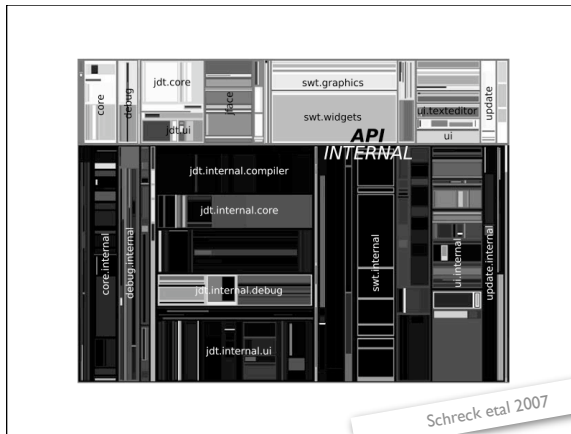 core
debug
jdt.core
jdt.ui
jface
swt.graphics
swt.widgets
ui.texteditor
ui
update
API
INTERNAL
core.internal
debug.internal
jdt.internal.compiler
jdt.internal.core
jdt.internal.debug
jdt.internal.ui
swt.internal
ui.internal
update.internal
Schreck etal 2007